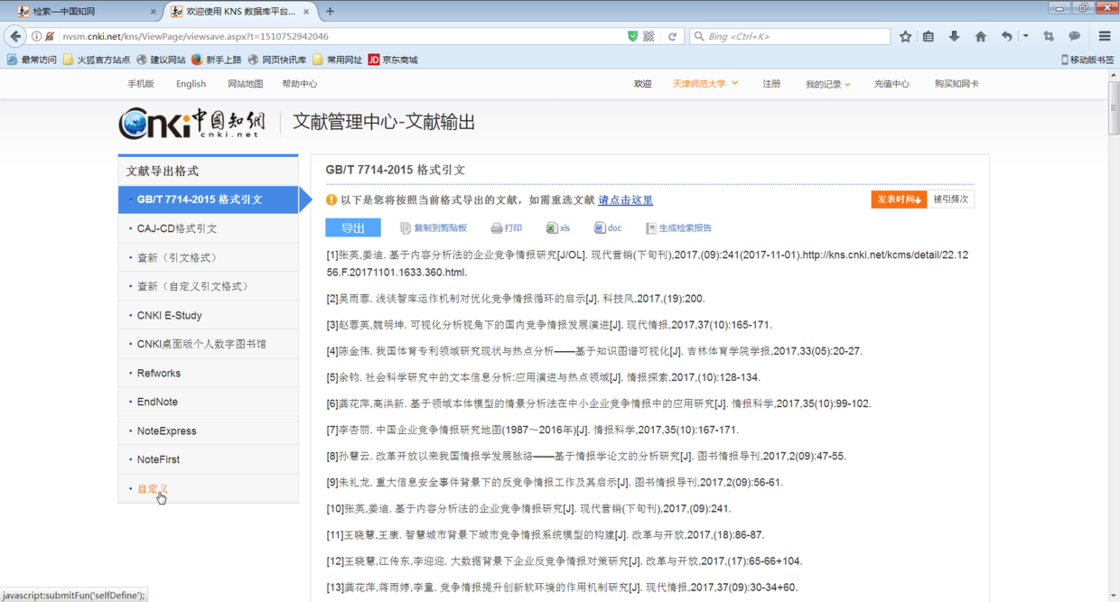 检索—中国知网
欢迎使用 KNS 数据库平台...
nvsm.cnki.net/kns/ViewPage/viewsave.aspx?t=1510752942046
Bing <Ctrl+K>
最常访问 火狐官方站点 建议网站 新手上路 网页快讯库 常用网址 JD 京东商城 移动版书签
手机版 English 网站地图 帮助中心 欢迎 天津师范大学 注册 我的记录 充值中心 购买知网卡
Cnki 中国知网
cnki.net
文献管理中心-文献输出
文献导出格式
GB/T 7714-2015 格式引文
CAJ-CD格式引文
查新（引文格式）
查新（自定义引文格式）
CNKI E-Study
CNKI桌面版个人数字图书馆
Refworks
EndNote
NoteExpress
NoteFirst
自定义
GB/T 7714-2015 格式引文
以下是您将按照当前格式导出的文献，如需重选文献 请点击这里
发表时间 被引频次
导出 复制到剪贴板 打印 xls doc 生成检索报告
[1]张英,姜迪. 基于内容分析法的企业竞争情报研究[J/OL]. 现代营销(下旬刊),2017,(09):241(2017-11-01).http://kns.cnki.net/kcms/detail/22.12
56.F.20171101.1633.360.html.
[2]吴雨蓉. 浅谈智库运作机制对优化竞争情报循环的启示[J]. 科技风,2017,(19):200.
[3]赵蓉英,魏明坤. 可视化分析视角下的国内竞争情报发展演进[J]. 现代情报,2017,37(10):165-171.
[4]陈金伟. 我国体育专利领域研究现状与热点分析——基于知识图谱可视化[J]. 吉林体育学院学报,2017,33(05):20-27.
[5]余钧. 社会科学研究中的文本信息分析:应用演进与热点领域[J]. 情报探索,2017,(10):128-134.
[6]龚花萍,高洪新. 基于领域本体模型的情景分析法在中小企业竞争情报中的应用研究[J]. 情报科学,2017,35(10):99-102.
[7]李杏丽. 中国企业竞争情报研究地图(1987～2016年)[J]. 情报科学,2017,35(10):167-171.
[8]孙慧云. 改革开放以来我国情报学发展脉络——基于情报学论文的分析研究[J]. 图书情报导刊,2017,2(09):47-55.
[9]朱礼龙. 重大信息安全事件背景下的反竞争情报工作及其启示[J]. 图书情报导刊,2017,2(09):56-61.
[10]张英,姜迪. 基于内容分析法的企业竞争情报研究[J]. 现代营销(下旬刊),2017,(09):241.
[11]王晓慧,王康. 智慧城市背景下城市竞争情报系统模型的构建[J]. 改革与开放,2017,(18):86-87.
[12]王晓慧,江传东,李迎迎. 大数据背景下企业反竞争情报对策研究[J]. 改革与开放,2017,(17):65-66+104.
[13]龚花萍,蒋雨婷,李童. 竞争情报提升创新软环境的作用机制研究[J]. 现代情报,2017,37(09):30-34+60.
javascript:submitFun('selfDefine');